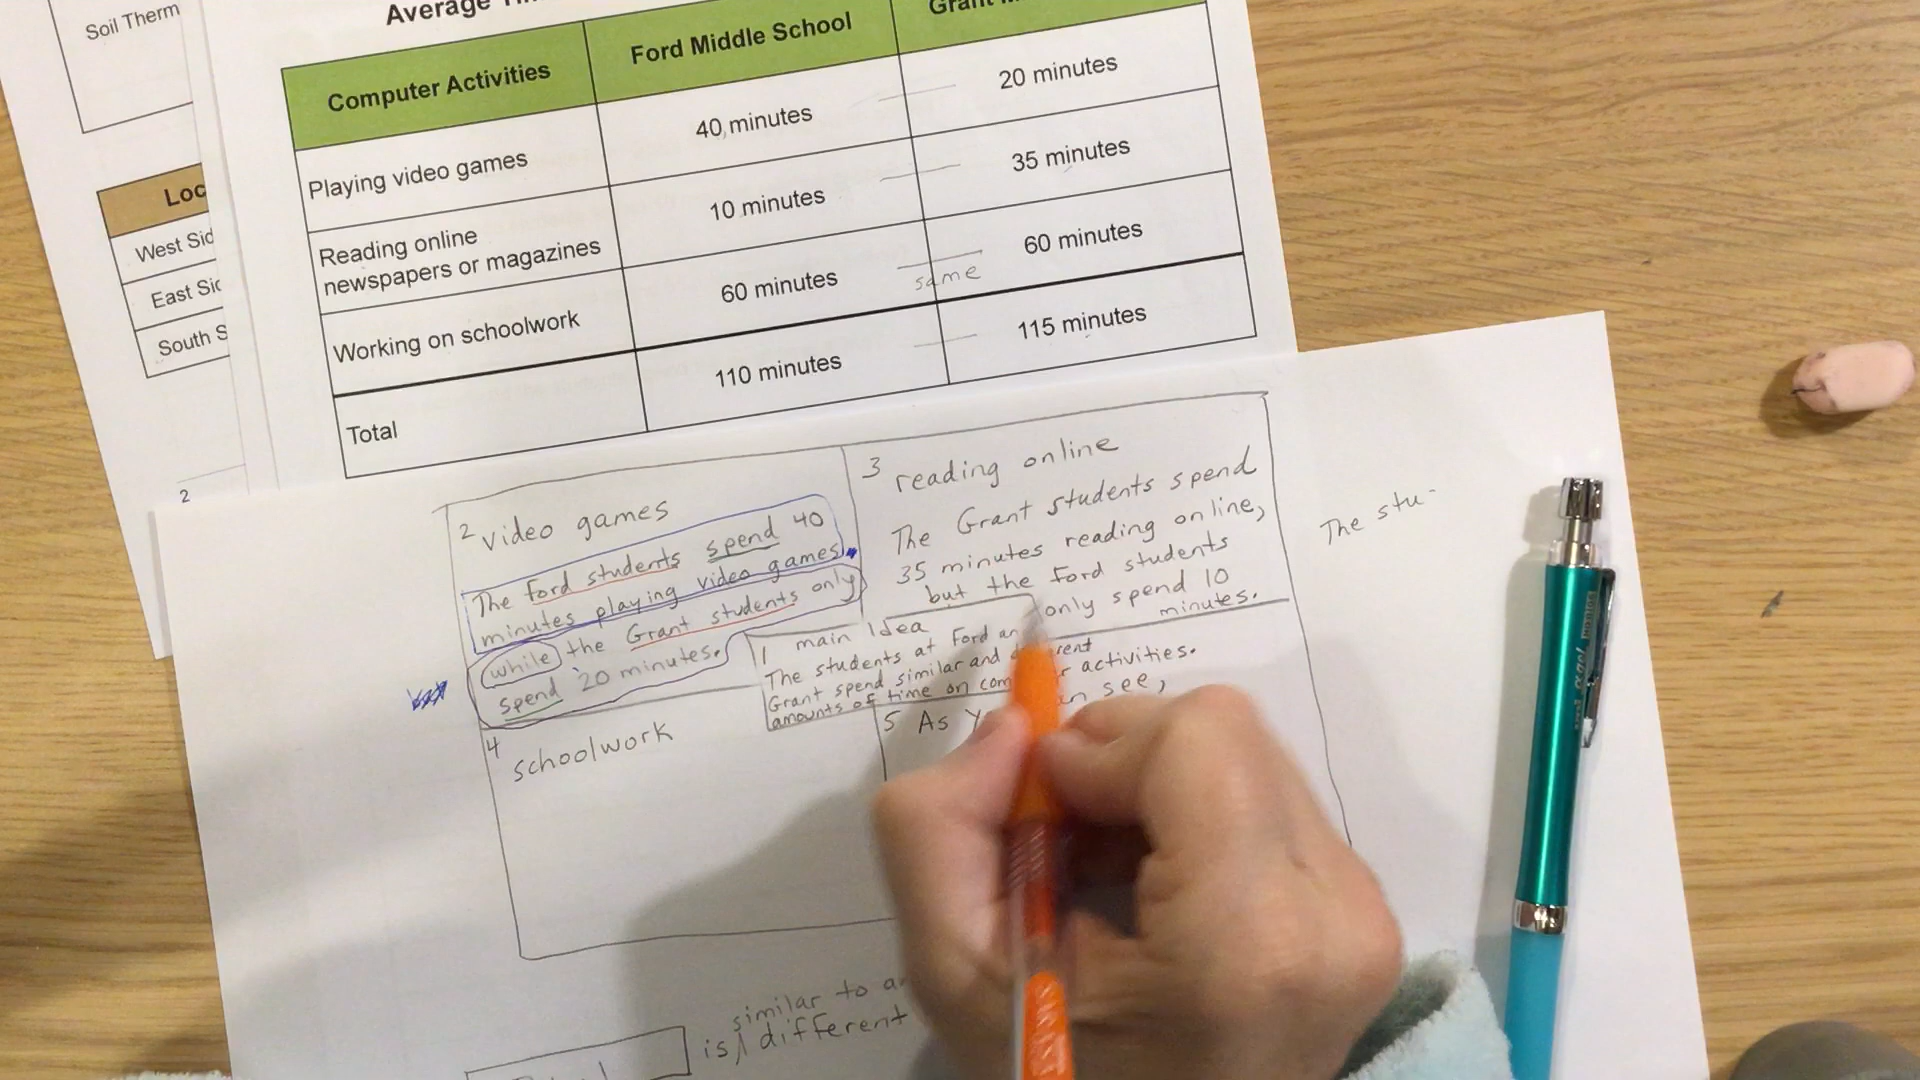 Soil Therm
Average
Computer Activities
Ford Middle School
Grant
Playing video games
40 minutes
20 minutes
Reading online
newspapers or magazines
10 minutes
35 minutes
Working on schoolwork
60 minutes
same
60 minutes
Total
110 minutes
115 minutes
Loc
West Sid
East Sid
South S
2
2 video games
The Ford students spend 40
minutes playing video games.
while the Grant students only
spend 20 minutes.
3 reading online
The Grant students spend
35 minutes reading online,
but the Ford students
only spend 10
minutes.
The stu-
1 main Idea
The students at Ford an
Grant spend similar and
amounts of time on com activities.
4
schoolwork
5 As see,
similar to
is different